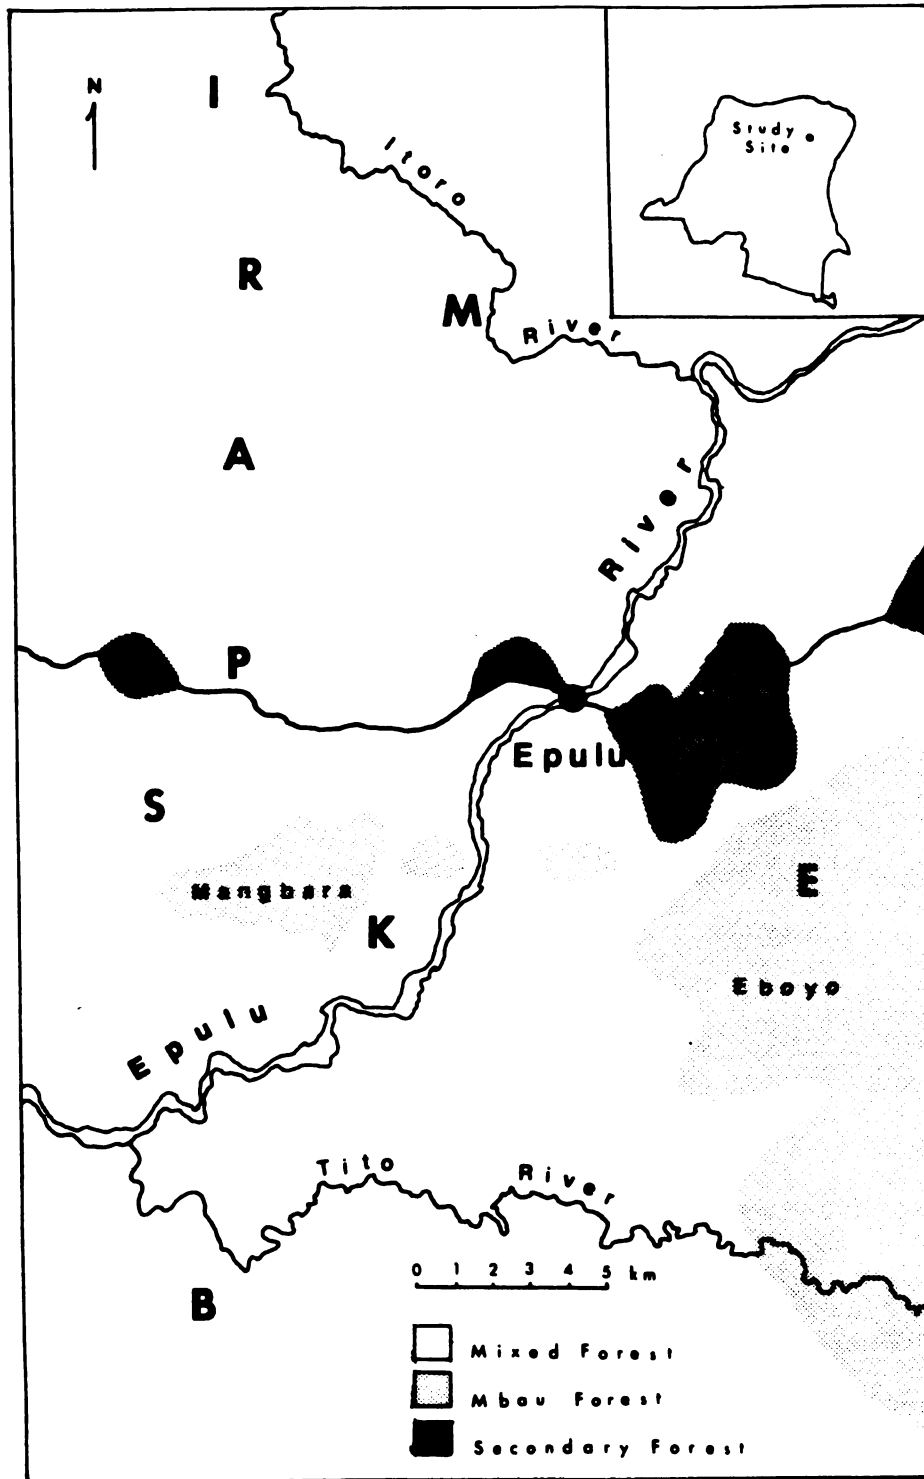 N
I
Itoro
Study
Site
R
M
River
A
River
P
Epulu
S
E
Mangbara
K
Eboyo
Epulu
Tito
River
B
0 1 2 3 4 5 km
Mixed Forest
Mbau Forest
Secondary Forest